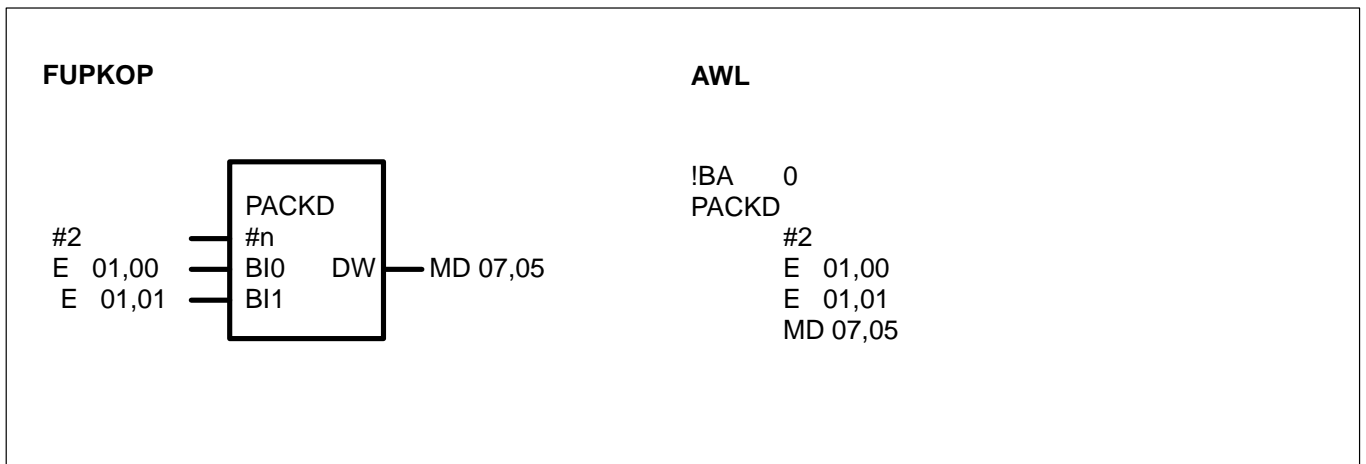 FUPKOP
PACKD
#2 #n
E 01,00 BI0 DW MD 07,05
E 01,01 BI1
AWL
!BA 0
PACKD
#2
E 01,00
E 01,01
MD 07,05